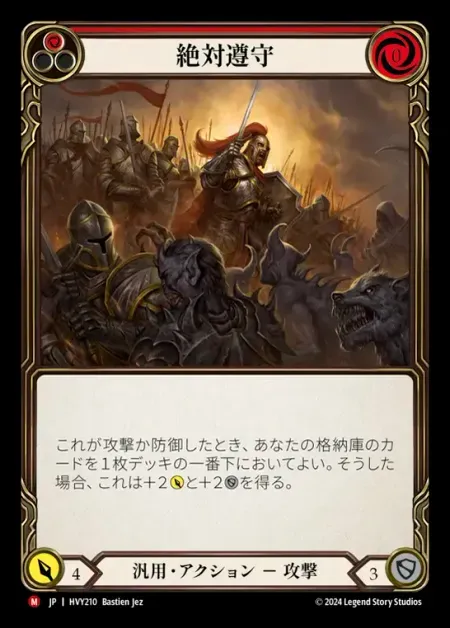 絶対遵守
0
これが攻撃か防御したとき、あなたの格納庫のカ
ードを1枚デッキの一番下においてよい。そうした
場合、これは+2と+2を得る。
4
汎用・アクション ー 攻撃
3
M JP | HVY210 Bastien Jez
© 2024 Legend Story Studios